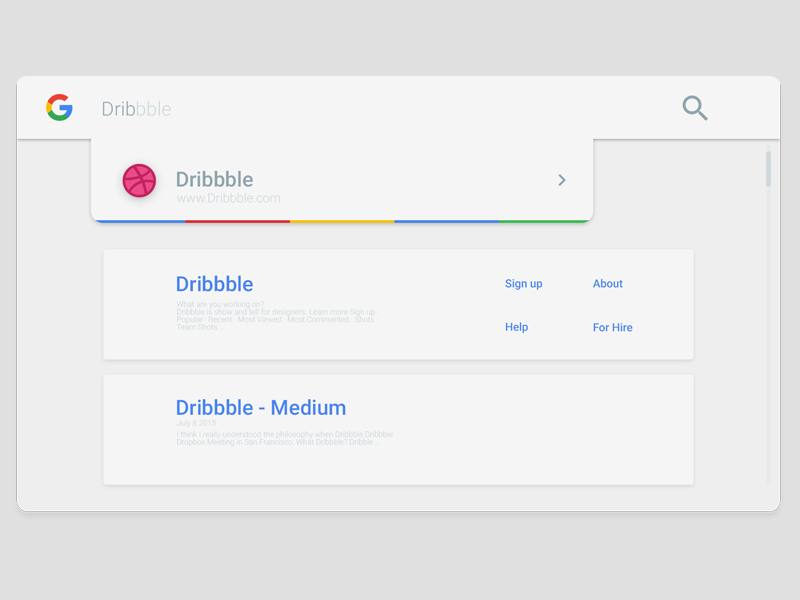 Dribbble
Dribbble
www.Dribbble.com
Dribbble
What are you working on?
Dribbble is show and tell for designers. Learn more Sign up.
Popular · Recent · Most Viewed · Most Commented · Shots ·
Team Shots ...
Sign up
About
Help
For Hire
Dribbble - Medium
July 8 2015
I think i really understood the philosophy when Dribbble Dribbble
Dropbox Meeting in San Francisco. What Dribbble? Dribble ...